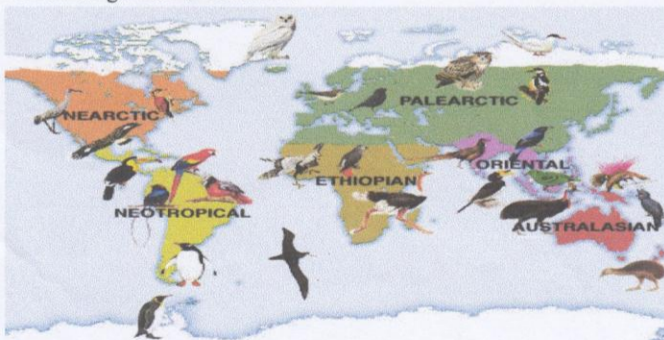 NEARCTIC
PALEARCTIC
ORIENTAL
ETHIOPIAN
NEOTROPICAL
AUSTRALASIAN